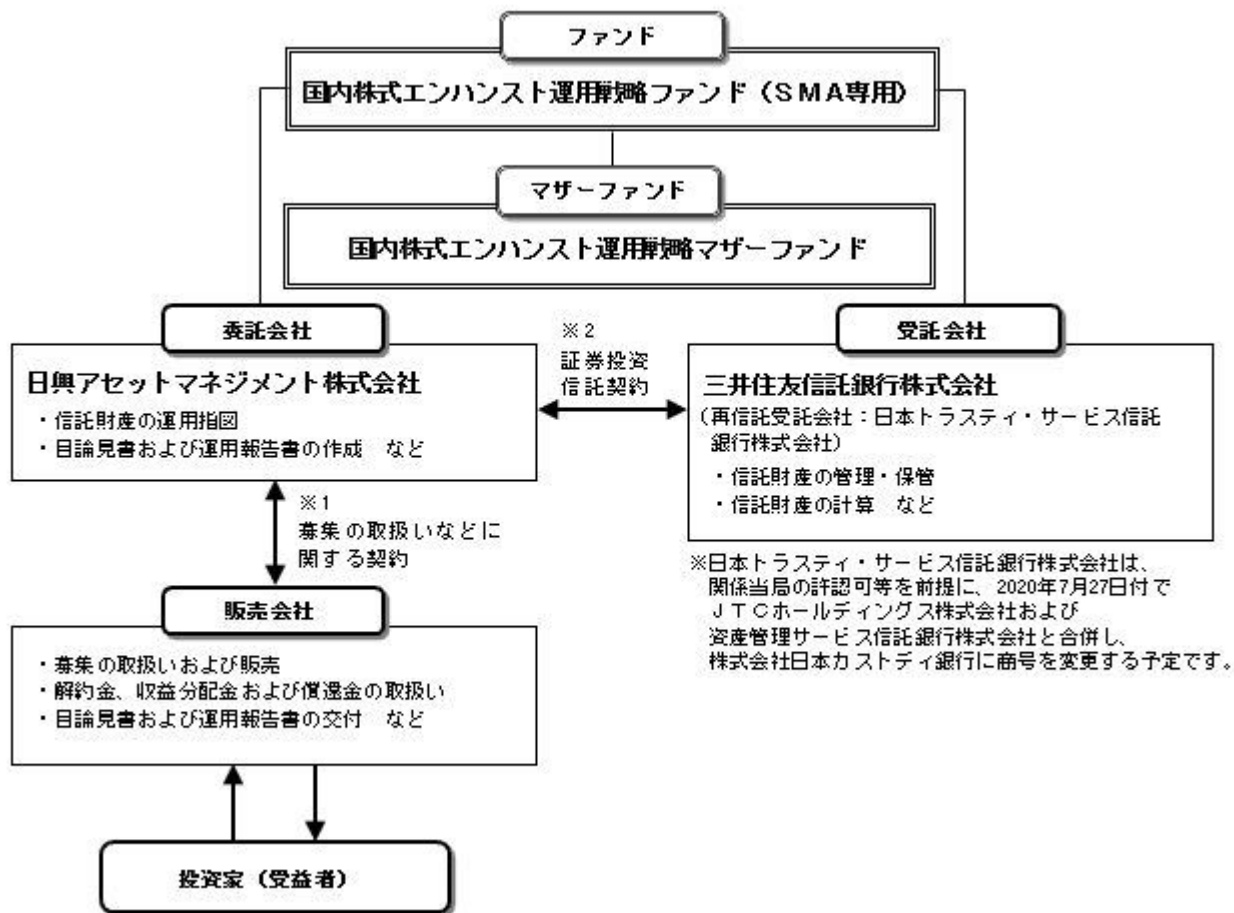 ファンド
国内株式エンハンスト運用戦略ファンド（ＳＭＡ専用）
マザーファンド
国内株式エンハンスト運用戦略マザーファンド
委託会社
日興アセットマネジメント株式会社
・信託財産の運用指図
・目論見書および運用報告書の作成　など
※２
証券投資
信託契約
受託会社
三井住友信託銀行株式会社
（再信託受託会社：日本トラスティ・サービス信託
銀行株式会社）
・信託財産の管理・保管
・信託財産の計算　など
※１
募集の取扱いなどに
関する契約
※日本トラスティ・サービス信託銀行株式会社は、
関係当局の許認可等を前提に、2020年7月27日付で
ＪＴＣホールディングス株式会社および
資産管理サービス信託銀行株式会社と合併し、
株式会社日本カストディ銀行に商号を変更する予定です。
販売会社
・募集の取扱いおよび販売
・解約金、収益分配金および償還金の取扱い
・目論見書および運用報告書の交付　など
投資家（受益者）